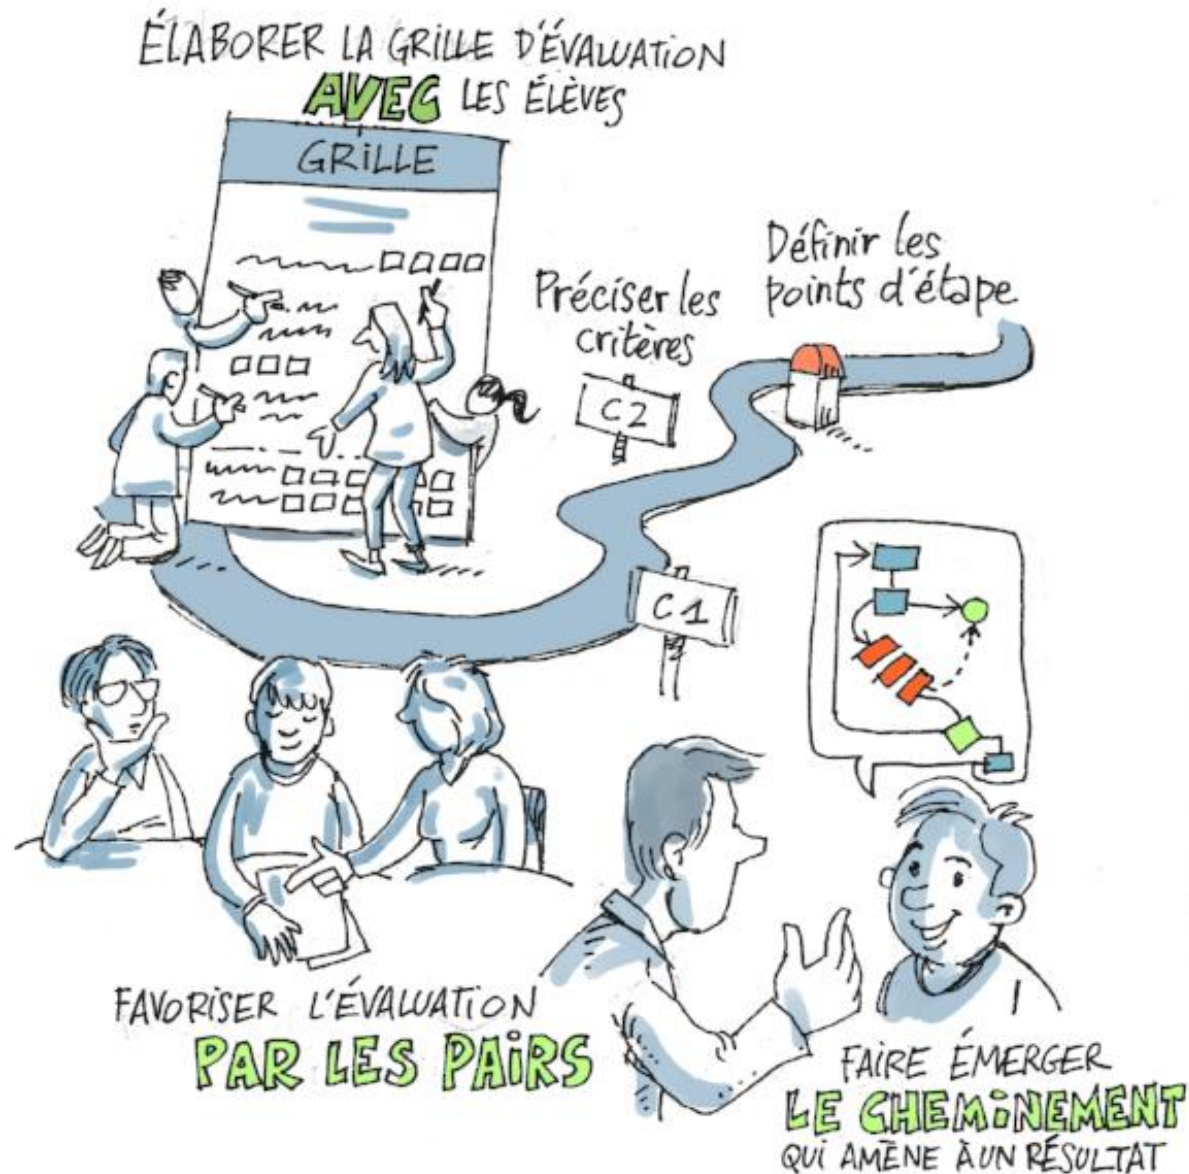 ÉLABORER LA GRILLE D'ÉVALUATION
AVEC LES ÉLÈVES
GRILLE
Préciser les
critères
Définir les
points d'étape
C2
C1
FAVORISER L'ÉVALUATION
PAR LES PAIRS
FAIRE ÉMERGER
LE CHEMINEMENT
QUI AMÈNE À UN RÉSULTAT